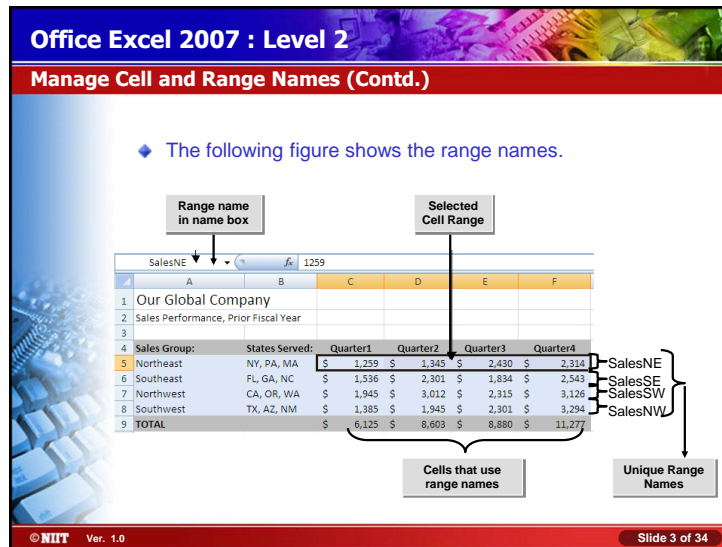 Office Excel 2007 : Level 2
Manage Cell and Range Names (Contd.)
The following figure shows the range names.
Range name
in name box
Selected
Cell Range
SalesNE fx 1259
A B C D E F
1 Our Global Company
2 Sales Performance, Prior Fiscal Year
3
4 Sales Group: States Served: Quarter1 Quarter2 Quarter3 Quarter4
5 Northeast NY, PA, MA $ 1,259 $ 1,345 $ 2,430 $ 2,314 SalesNE
6 Southeast FL, GA, NC $ 1,536 $ 2,301 $ 1,834 $ 2,543 SalesSE
7 Northwest CA, OR, WA $ 1,945 $ 3,012 $ 2,315 $ 3,126 SalesSW
8 Southwest TX, AZ, NM $ 1,385 $ 1,945 $ 2,301 $ 3,294 SalesNW
9 TOTAL $ 6,125 $ 8,603 $ 8,880 $ 11,277
Cells that use
range names
Unique Range
Names
© NIIT Ver. 1.0 Slide 3 of 34